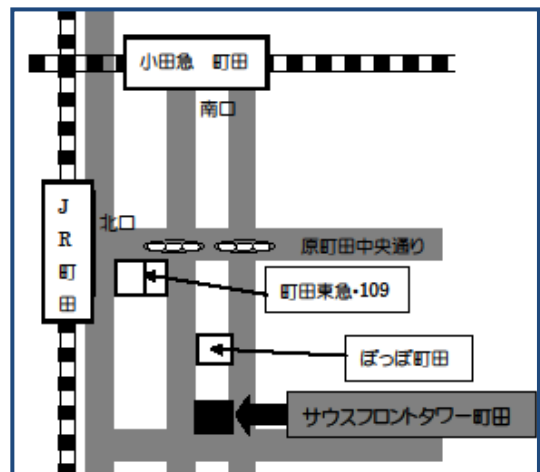 小田急 町田
南口
JR町田
北口
原町田中央通り
町田東急・109
ぽっぽ町田
サウスフロントタワー町田